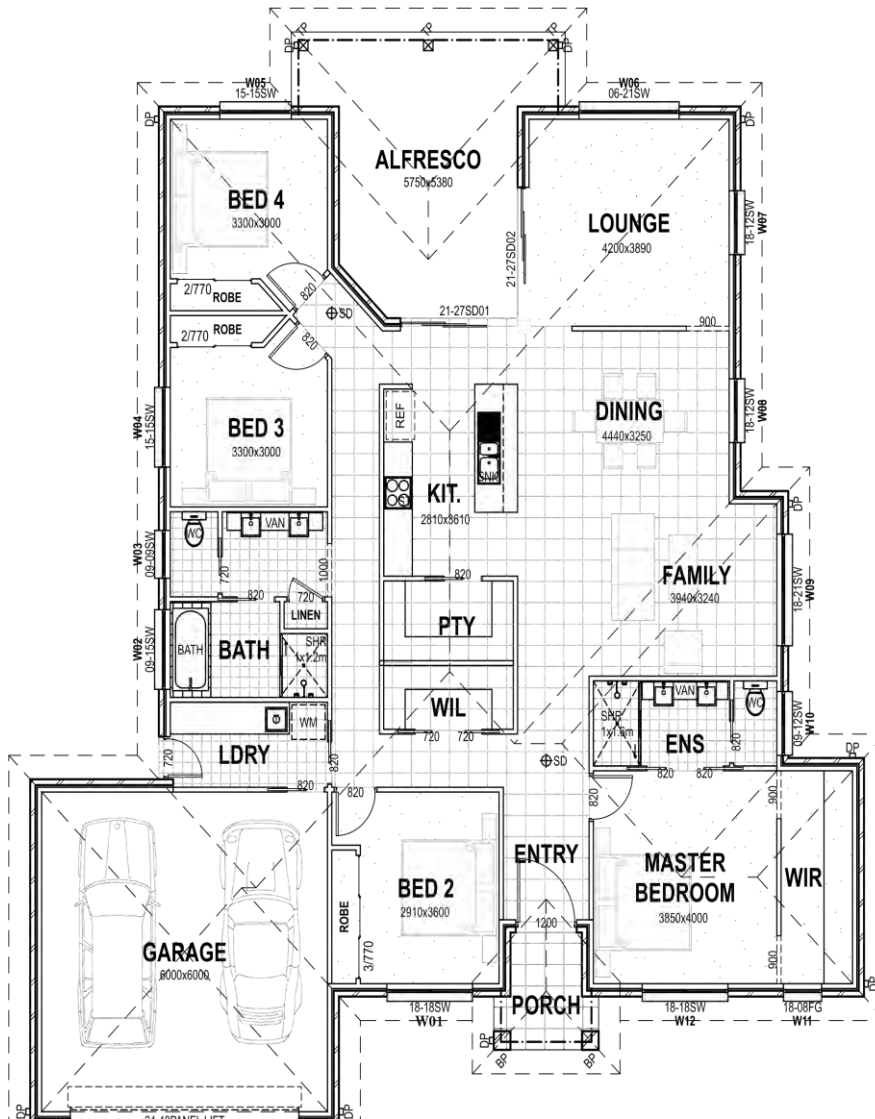 DP
TP
TP
TP
DP
W05
15-15SW
W06
06-21SW
DP
DP
ALFRESCO
5750x5380
BED 4
3300x3000
LOUNGE
4200x3890
18-12SW
W07
21-27SD02
2/770
ROBE
820
SD
21-27SD01
900
2/770
ROBE
820
W04
15-15SW
BED 3
3300x3000
REF
SNK
KIT.
2810x3610
DINING
4440x3250
18-12SW
W08
DP
WC
VAN
W03
09-09SW
720
820
1000
720
LINEN
820
FAMILY
3940x3240
18-21SW
W09
W02
09-15SW
BATH
BATH
SHR
1x1.2m
PTY
WIL
720
720
SHR
1x1.6m
VAN
WC
ENS
820
820
820
09-12SW
W10
DP
WM
LDRY
720
820
820
SD
820
820
900
ENTRY
BED 2
2910x3600
ROBE
3/770
MASTER
BEDROOM
3850x4000
WIR
900
1200
GARAGE
6000x6000
PORCH
18-18SW
W01
18-18SW
W12
18-08FG
W11
DP
DP
BP
BP
DP
DP